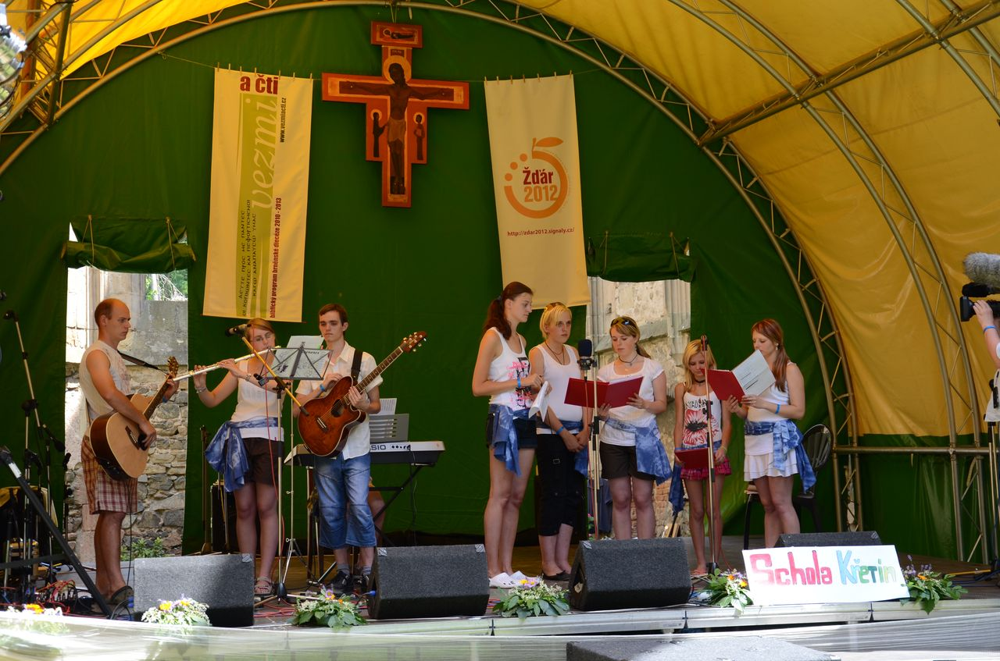 a čti
vezmi
www.vezmiacti.cz
biblický program brněnské diecéze 2010 - 2013
Žďár
2012
http://zdar2012.signaly.cz/
CASIO
Schola Křetín